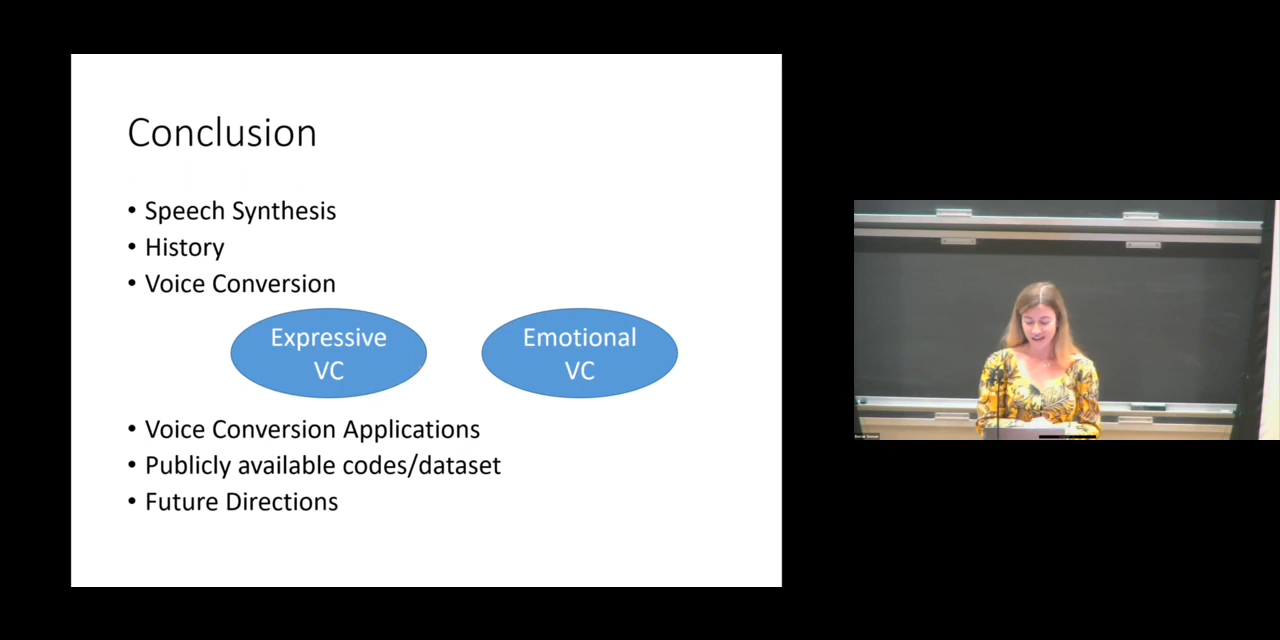 Conclusion
• Speech Synthesis
• History
• Voice Conversion
Expressive
VC
Emotional
VC
• Voice Conversion Applications
• Publicly available codes/dataset
• Future Directions